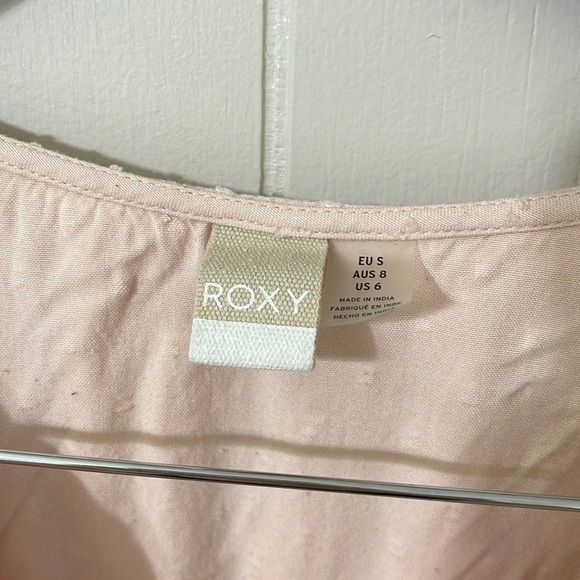 ROXY
EU S
AUS 8
US 6
MADE IN INDIA
FABRIQUÉ EN INDE
HECHO EN INDIA